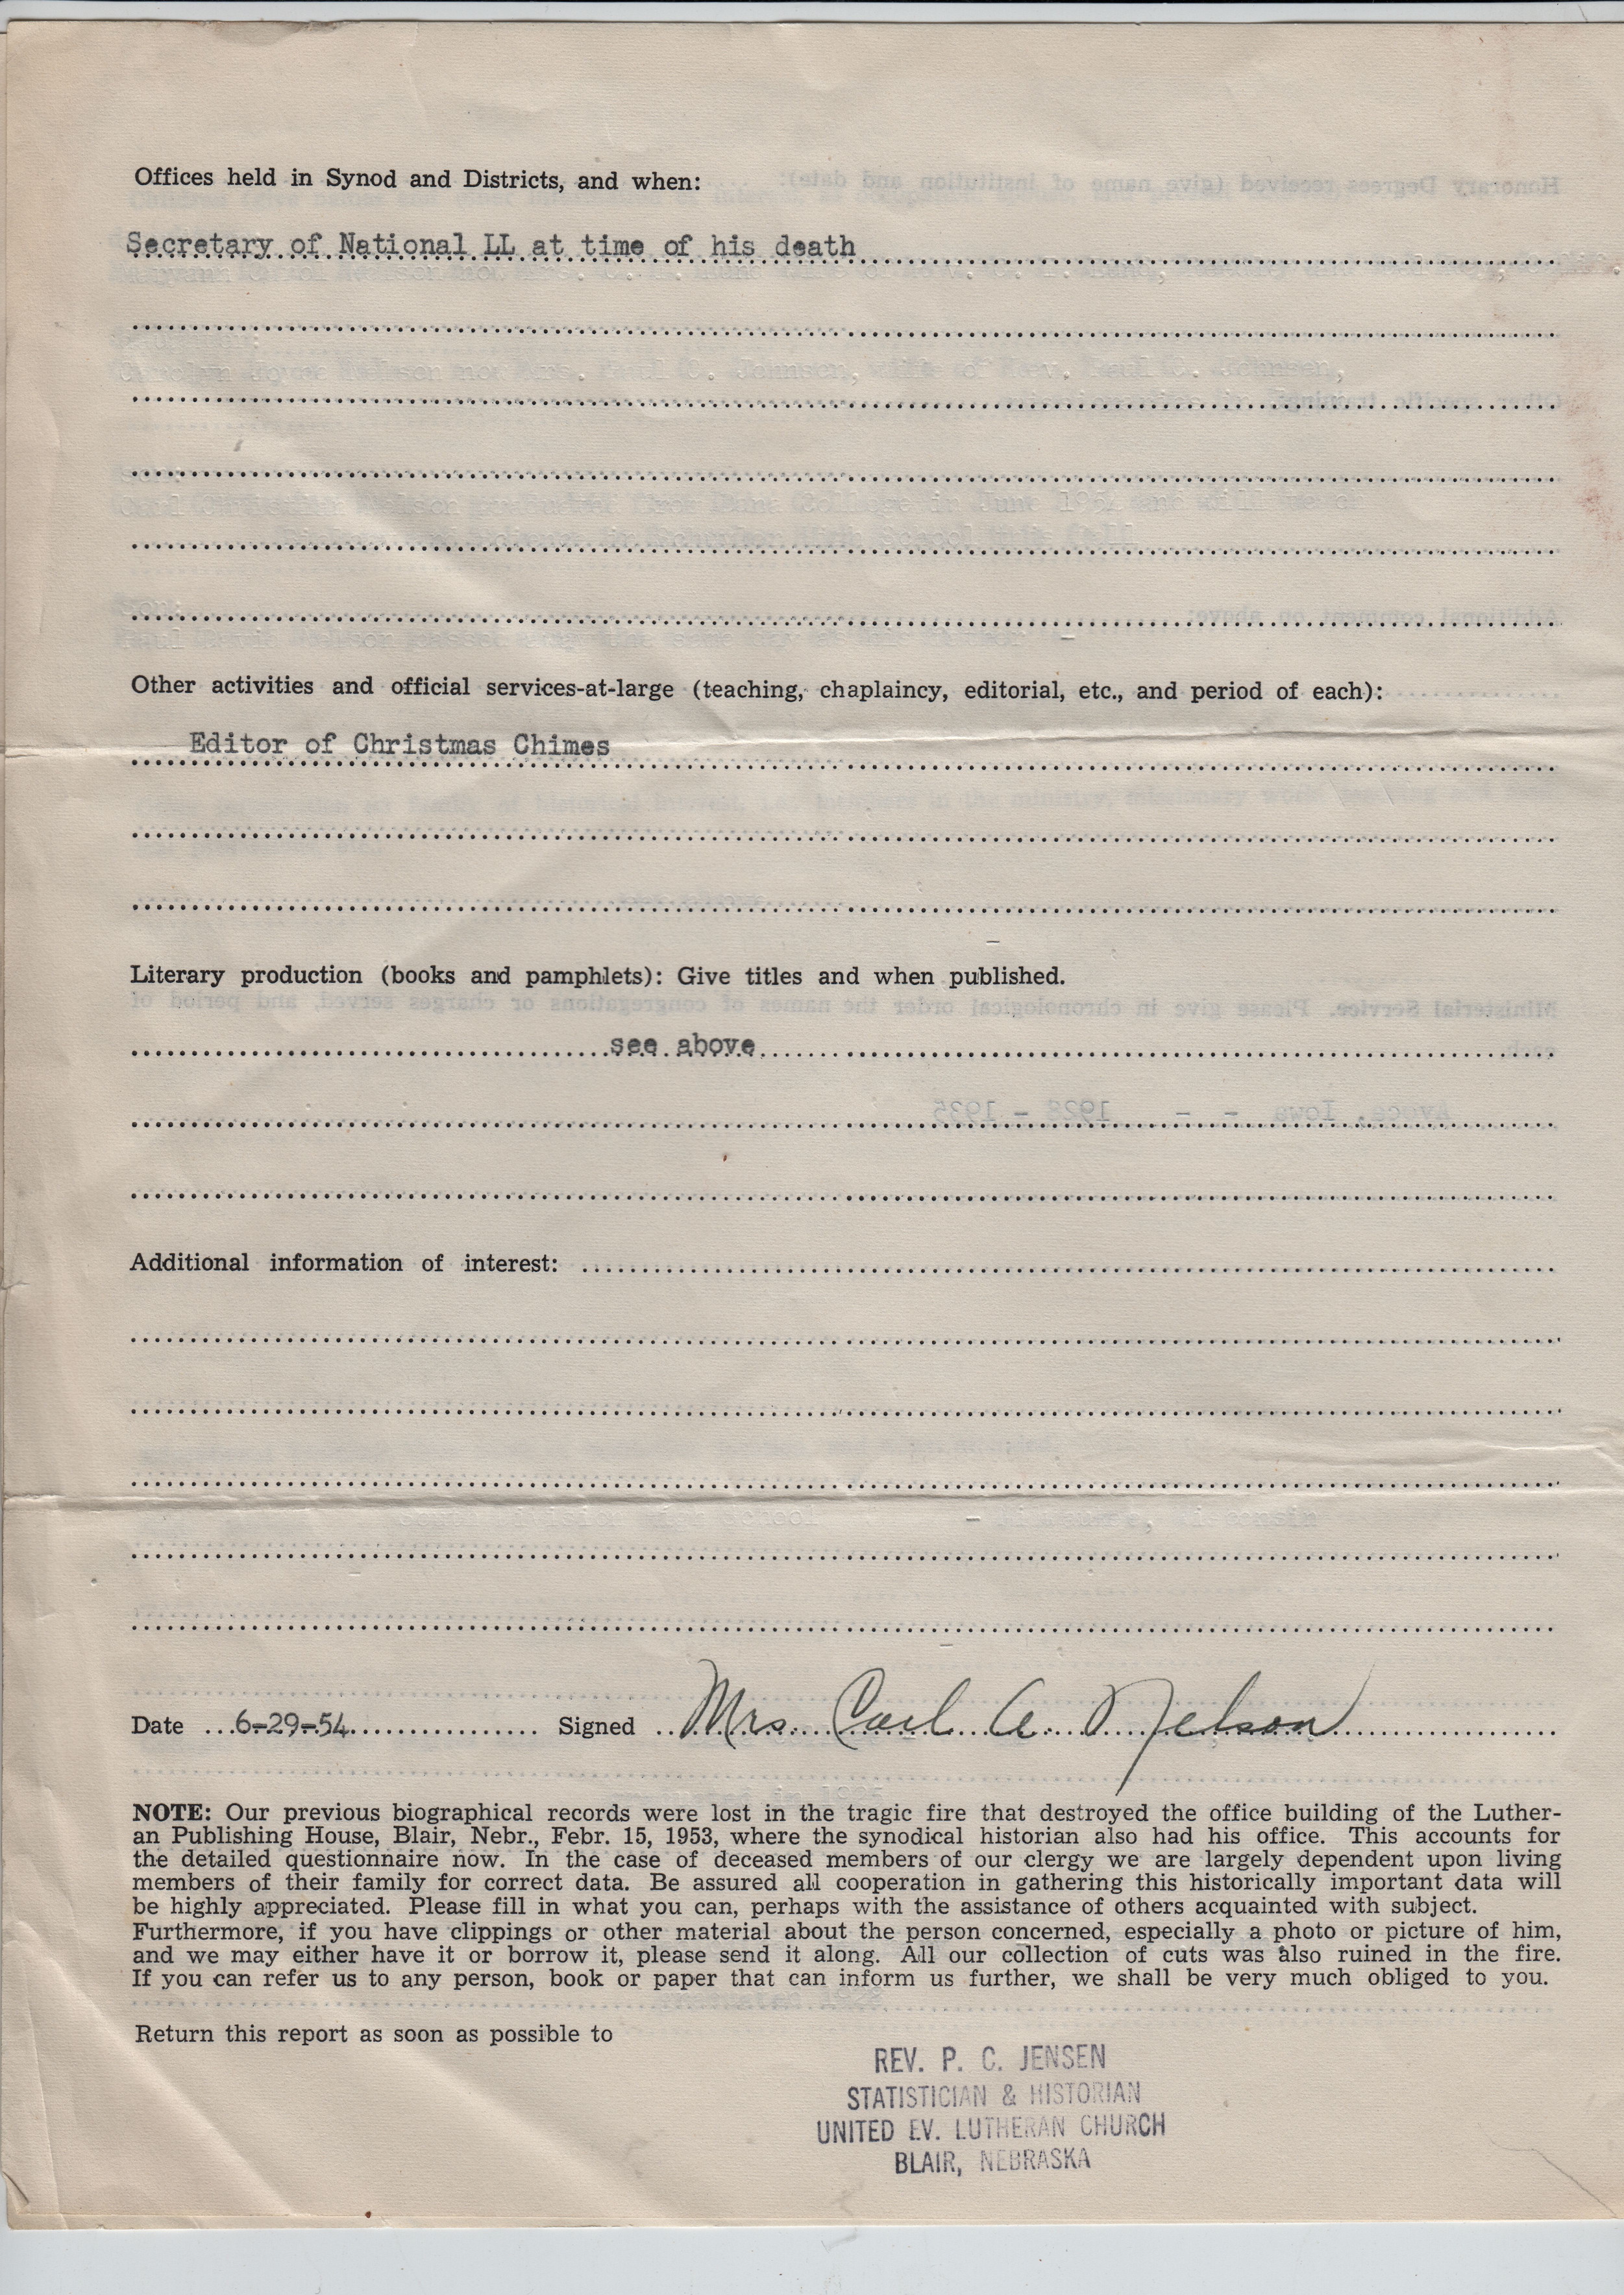 Offices held in Synod and Districts, and when:
Secretary of National LL at time of his death
Other activities and official services-at-large (teaching, chaplaincy, editorial, etc., and period of each):
Editor of Christmas Chimes
Literary production (books and pamphlets): Give titles and when published.
see above
Additional information of interest:
Date 6-29-54 Signed Mrs. Carl A. Nelson
NOTE: Our previous biographical records were lost in the tragic fire that destroyed the office building of the Luther-
an Publishing House, Blair, Nebr., Febr. 15, 1953, where the synodical historian also had his office. This accounts for
the detailed questionnaire now. In the case of deceased members of our clergy we are largely dependent upon living
members of their family for correct data. Be assured all cooperation in gathering this historically important data will
be highly appreciated. Please fill in what you can, perhaps with the assistance of others acquainted with subject.
Furthermore, if you have clippings or other material about the person concerned, especially a photo or picture of him,
and we may either have it or borrow it, please send it along. All our collection of cuts was also ruined in the fire.
If you can refer us to any person, book or paper that can inform us further, we shall be very much obliged to you.
Return this report as soon as possible to
REV. P. C. JENSEN
STATISTICIAN & HISTORIAN
UNITED EV. LUTHERAN CHURCH
BLAIR, NEBRASKA